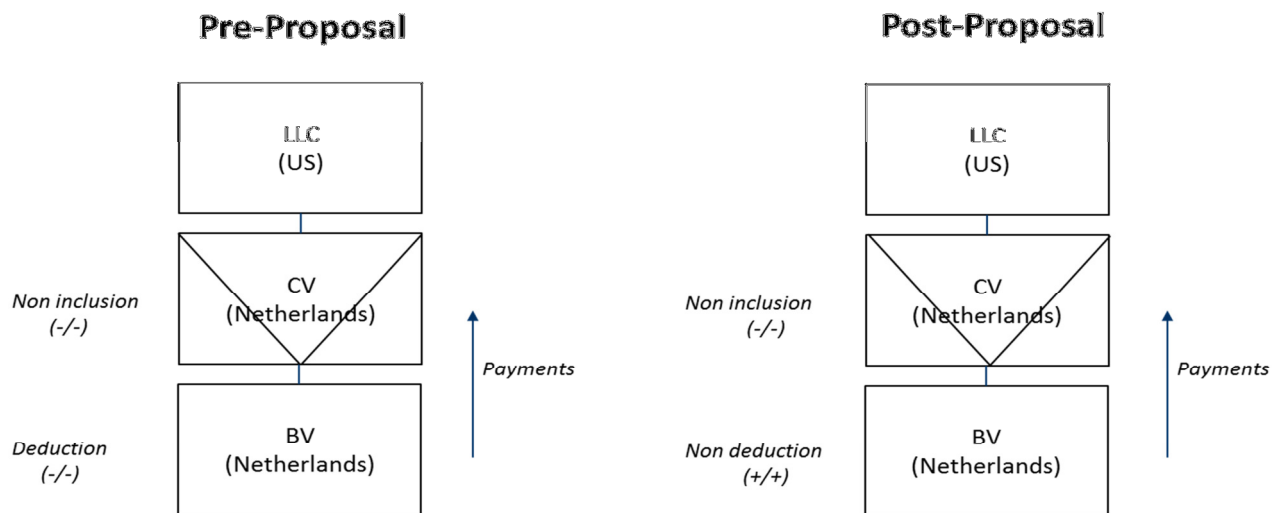 Pre-Proposal
LLC
(US)
CV
(Netherlands)
Non inclusion
(-/-)
Payments
BV
(Netherlands)
Deduction
(-/-)
Post-Proposal
LLC
(US)
CV
(Netherlands)
Non inclusion
(-/-)
Payments
BV
(Netherlands)
Non deduction
(+/+)